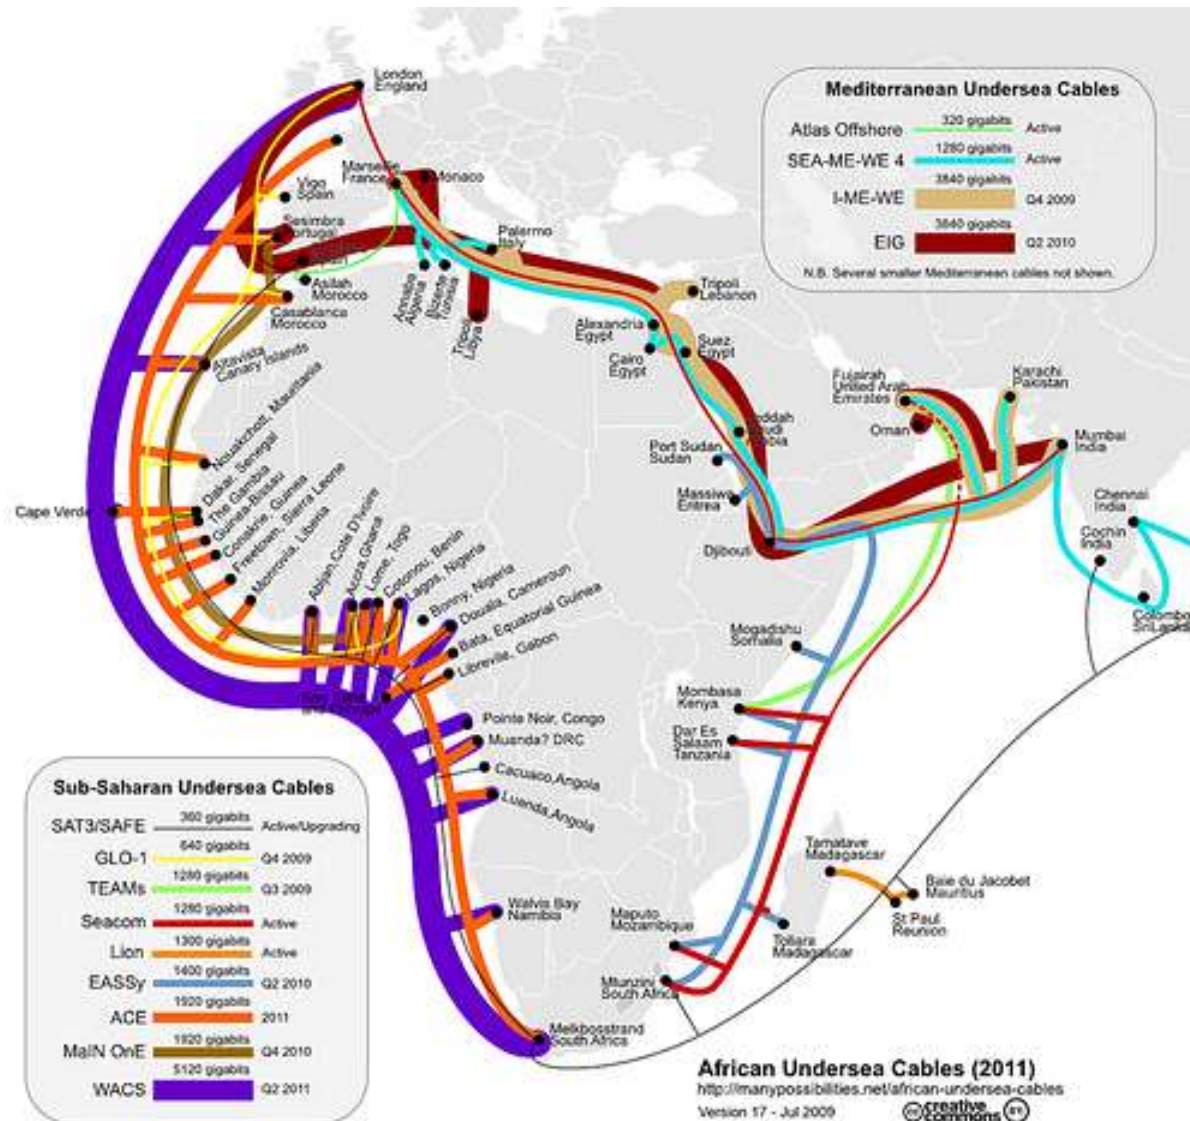 London
England
Mediterranean Undersea Cables
Atlas Offshore
320 gigabits
Active
SEA-ME-WE 4
1280 gigabits
Active
I-ME-WE
3840 gigabits
Q4 2009
EIG
3840 gigabits
Q2 2010
N.B. Several smaller Mediterranean cables not shown.
Marseille
France
Monaco
Vigo
Spain
Sesimbra
Portugal
Palermo
Italy
Asilah
Morocco
Casablanca
Morocco
Annaba
Algeria
Bizerte
Tunisia
Tripoli
Libya
Tripoli
Lebanon
Alexandria
Egypt
Cairo
Egypt
Suez
Egypt
Altavista
Canary Islands
Fujairah
United Arab
Emirates
Karachi
Pakistan
Oman
Mumbai
India
Port Sudan
Sudan
Massiwa
Eritrea
Djibouti
Chennai
India
Cochin
India
Colombo
SriLanka
Nouakchott, Mauritania
Dakar, Senegal
The Gambia
Guinea-Bissau
Conakrie, Guinea
Freetown, Sierra Leone
Monrovia, Liberia
Cape Verde
Abijan, Cote D'Ivoire
Accra, Ghana
Lome, Togo
Cotonou, Benin
Lagos, Nigeria
Bonny, Nigeria
Douala, Cameroun
Bata, Equatorial Guinea
Libreville, Gabon
Pointe Noir, Congo
Muanda? DRC
Cacuaco,Angola
Luenda,Angola
Mogadishu
Somalia
Mombasa
Kenya
Dar Es
Salaam
Tanzania
Tamatave
Madagascar
Baie du Jacobet
Mauritius
St Paul
Reunion
Toliara
Madagascar
Walvis Bay
Namibia
Maputo
Mozambique
Mtunzini
South Africa
Melkbosstrand
South Africa
Sub-Saharan Undersea Cables
SAT3/SAFE
360 gigabits
Active/Upgrading
GLO-1
640 gigabits
Q4 2009
TEAMs
1280 gigabits
Q3 2009
Seacom
1280 gigabits
Active
Lion
1300 gigabits
Active
EASSy
1400 gigabits
Q2 2010
ACE
1920 gigabits
2011
MaIN OnE
1920 gigabits
Q4 2010
WACS
5120 gigabits
Q2 2011
African Undersea Cables (2011)
http://manypossibilities.net/african-undersea-cables
Version 17 - Jul 2009
cc creative
commons BY